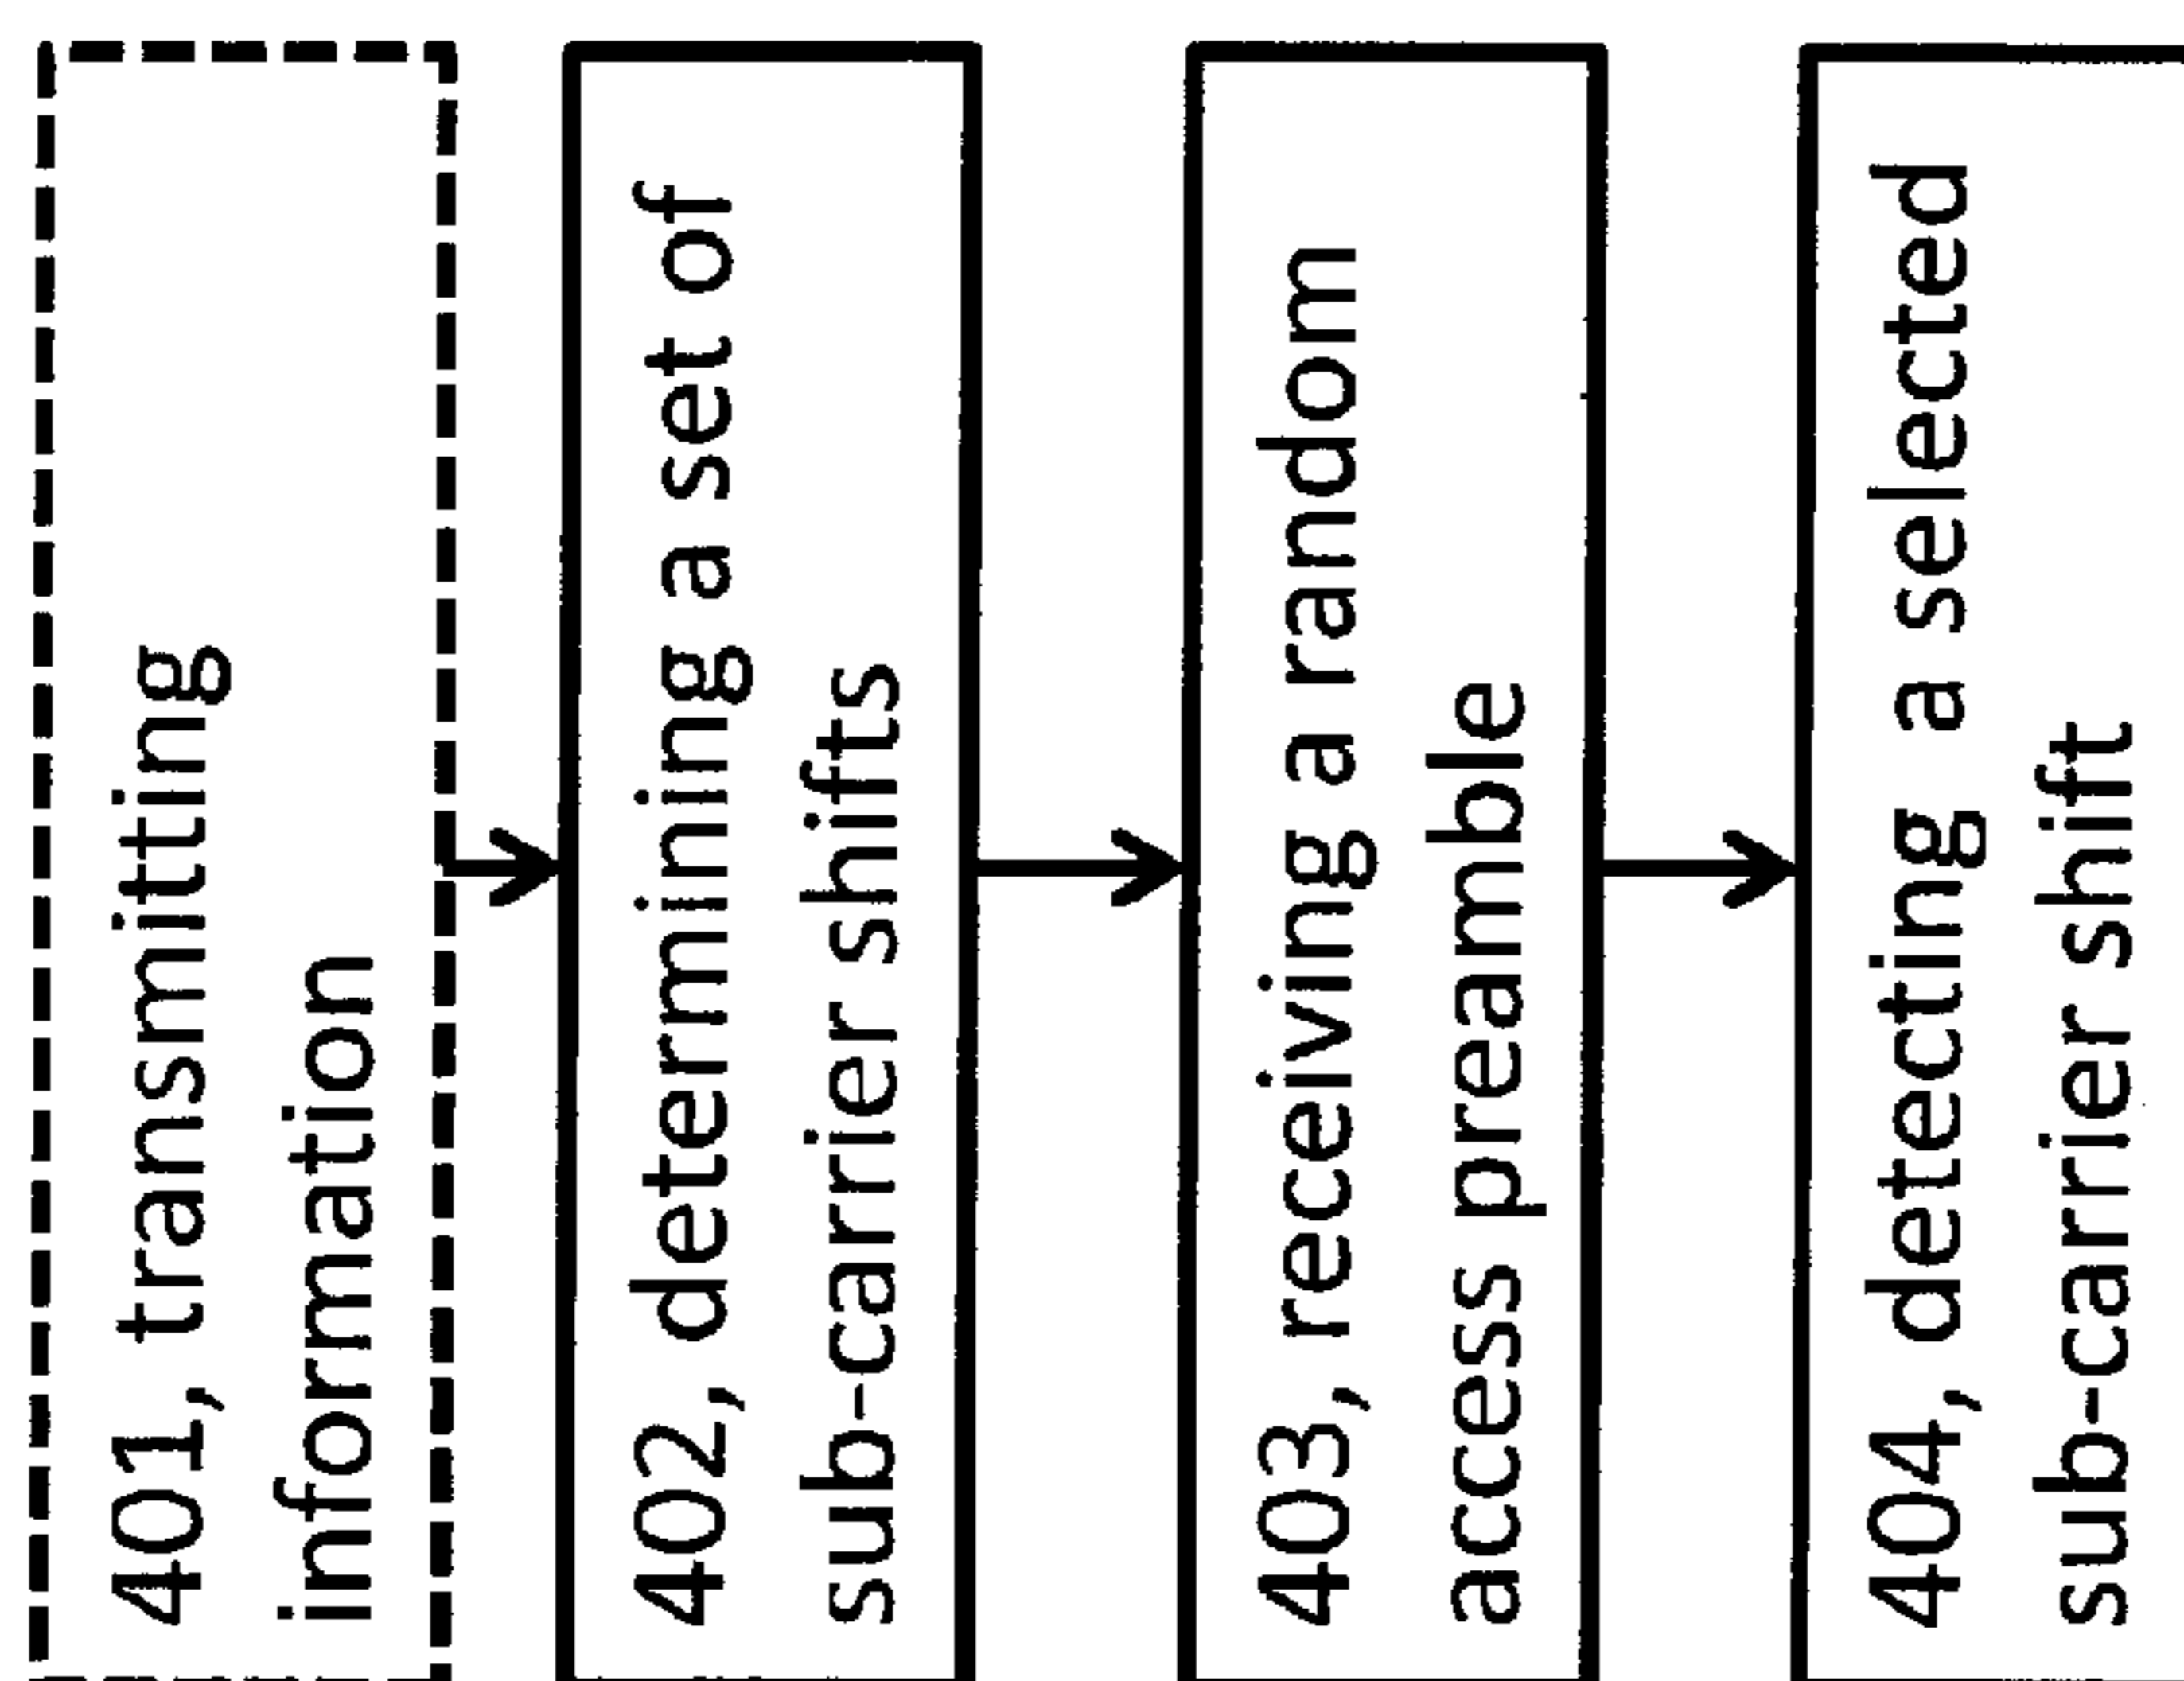 401, transmitting
information
402, determining a set of
sub-carrier shifts
403, receiving a random
access preamble
404, detecting a selected
sub-carrier shift